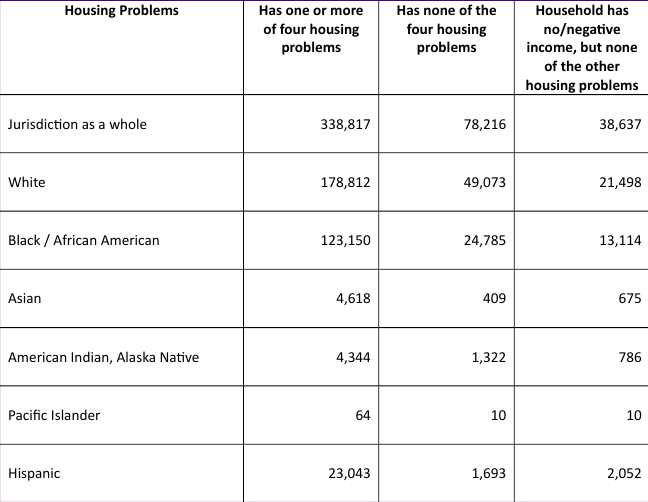 Housing Problems
Has one or more
of four housing
problems
Has none of the
four housing
problems
Household has
no/negative
income, but none
of the other
housing problems
Jurisdiction as a whole 338,817 78,216 38,637
White 178,812 49,073 21,498
Black / African American 123,150 24,785 13,114
Asian 4,618 409 675
American Indian, Alaska Native 4,344 1,322 786
Pacific Islander 64 10 10
Hispanic 23,043 1,693 2,052